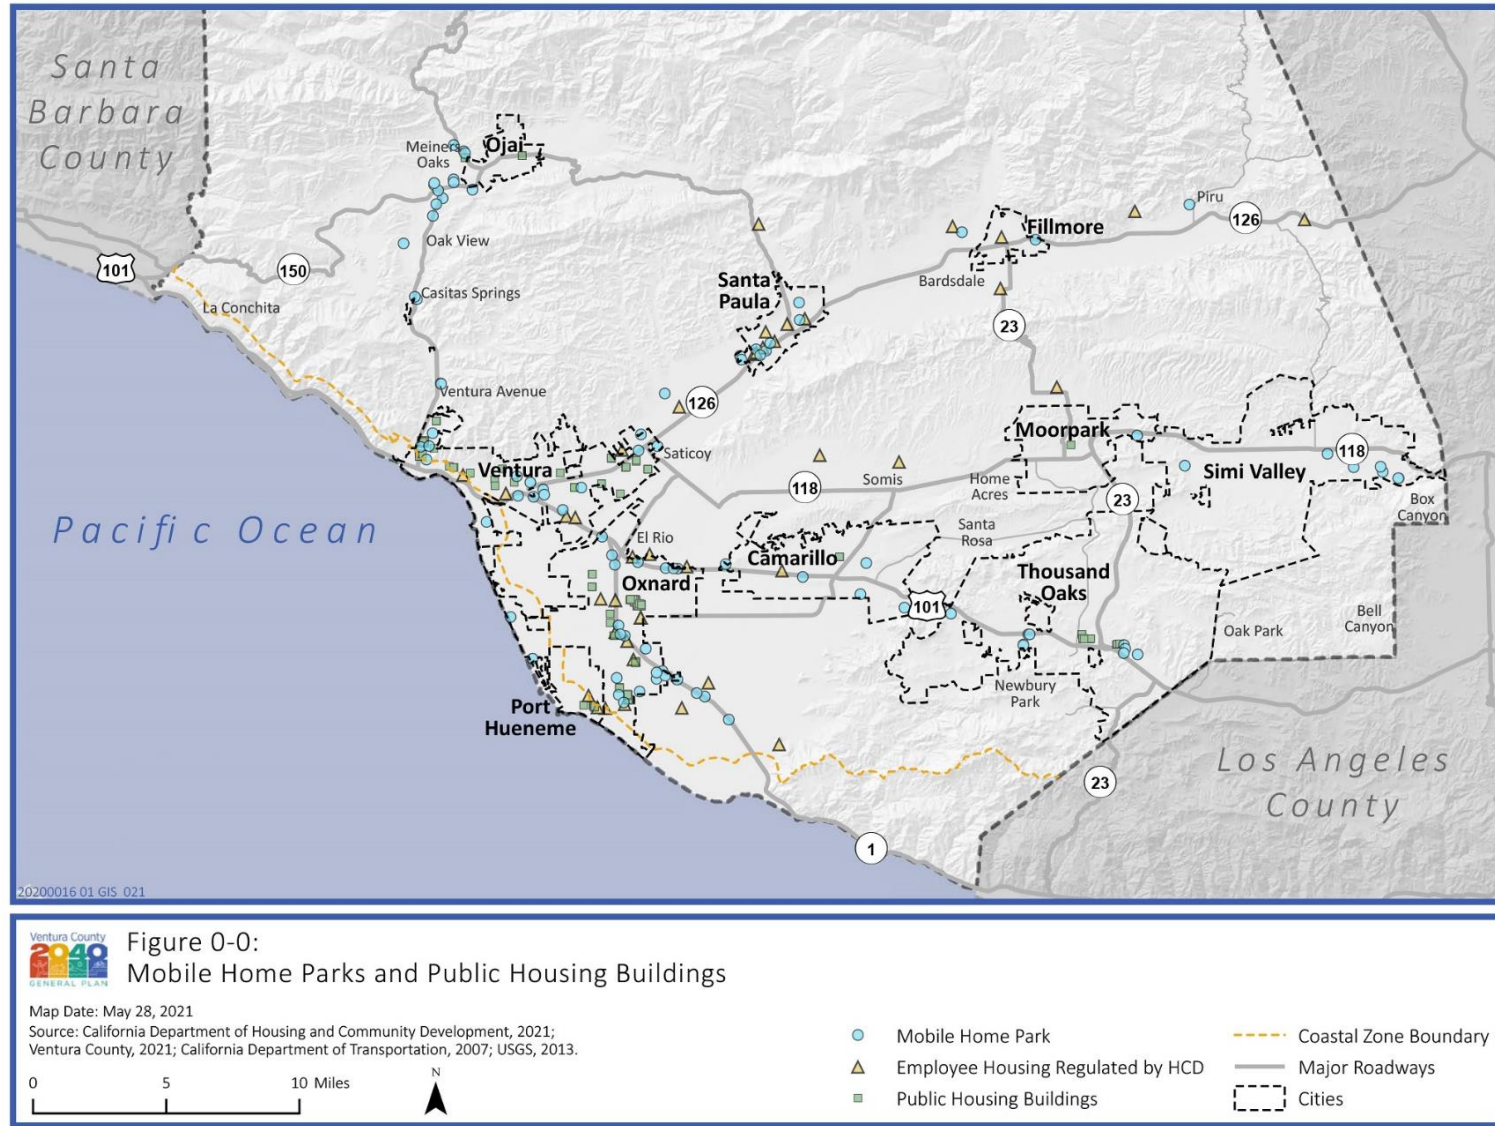 Santa
Barbara
County
Meiners
Oaks
Ojai
Oak View
101
150
La Conchita
Casitas Springs
Ventura Avenue
Santa
Paula
126
Piru
126
Fillmore
Bardsdale
23
Moorpark
118
Simi Valley
Box
Canyon
Ventura
Saticoy
118
Somis
Home
Acres
23
Santa
Rosa
Pacific Ocean
El Rio
Camarillo
Oxnard
Thousand
Oaks
101
Bell
Canyon
Oak Park
Newbury
Park
Port
Hueneme
Los Angeles
County
23
1
20200016 01 GIS 021
Ventura County
2040
GENERAL PLAN
Figure 0-0:
Mobile Home Parks and Public Housing Buildings
Map Date: May 28, 2021
Source: California Department of Housing and Community Development, 2021;
Ventura County, 2021; California Department of Transportation, 2007; USGS, 2013.
0 5 10 Miles
N
Mobile Home Park
Employee Housing Regulated by HCD
Public Housing Buildings
Coastal Zone Boundary
Major Roadways
Cities